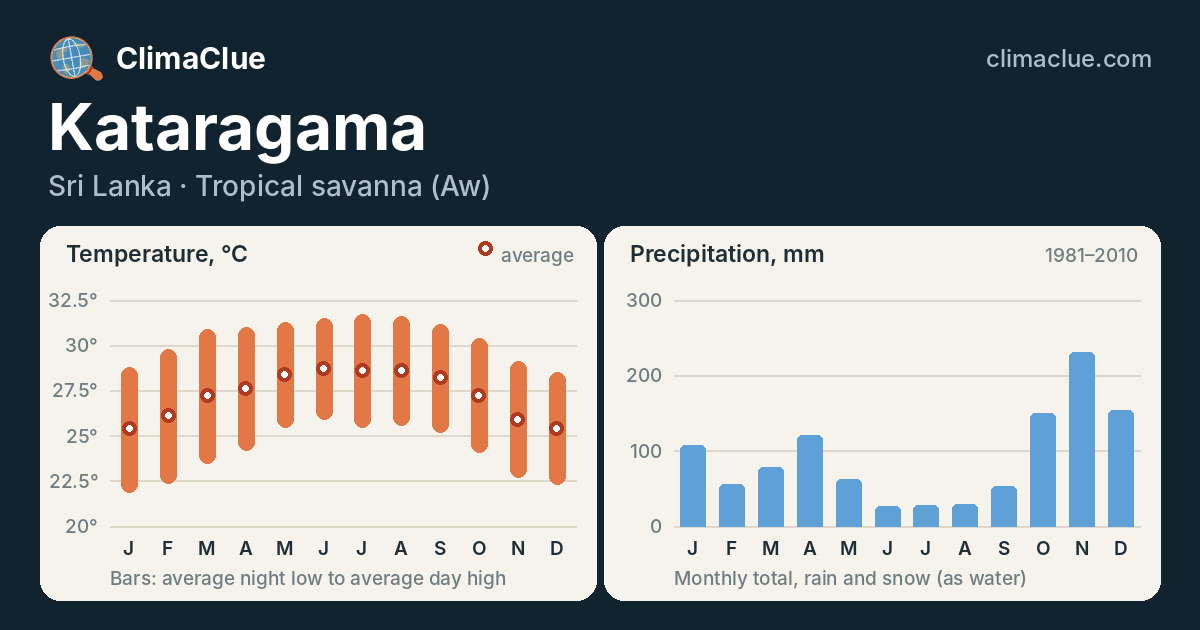 ClimaClue
climaclue.com
Kataragama
Sri Lanka · Tropical savanna (Aw)
Temperature, °C
average
32.5°
30°
27.5°
25°
22.5°
20°
J F M A M J J A S O N D
Bars: average night low to average day high
Precipitation, mm
1981–2010
300
200
100
0
J F M A M J J A S O N D
Monthly total, rain and snow (as water)